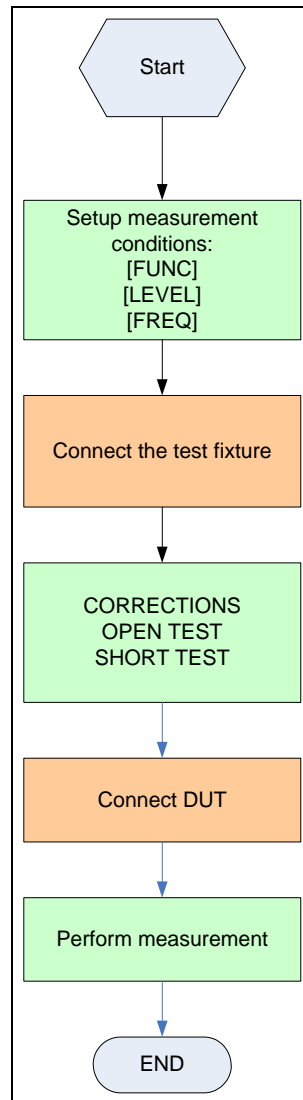 Start
Setup measurement
conditions:
[FUNC]
[LEVEL]
[FREQ]
Connect the test fixture
CORRECTIONS
OPEN TEST
SHORT TEST
Connect DUT
Perform measurement
END